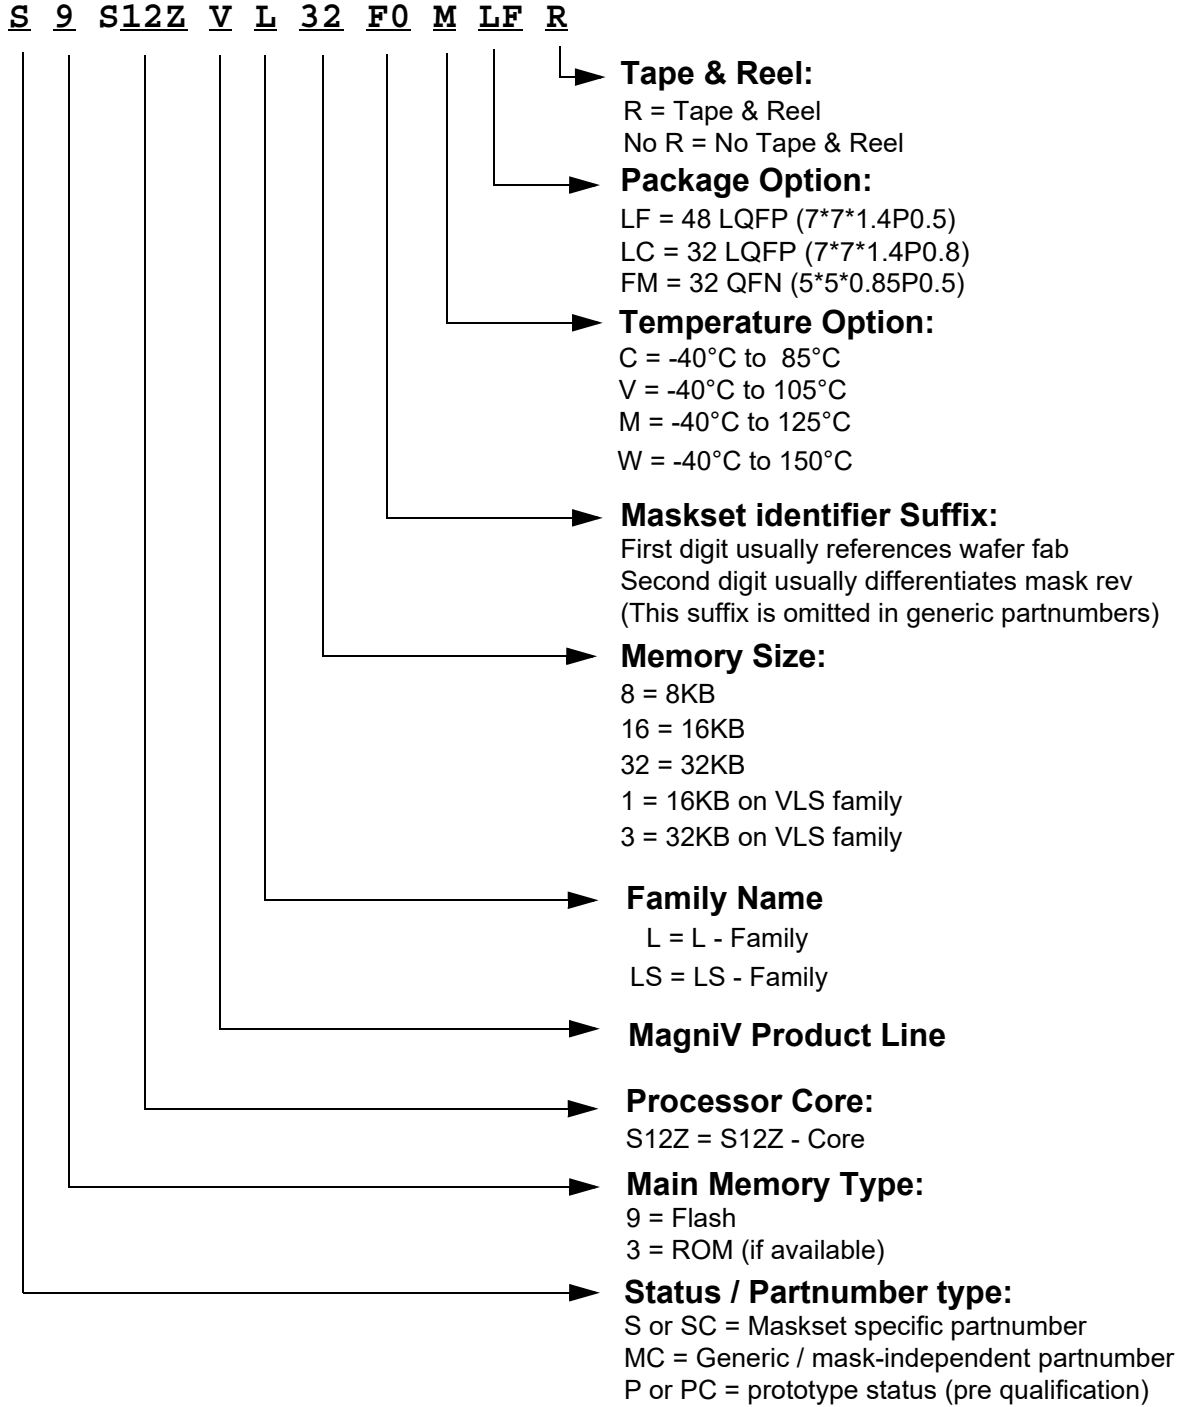 S 9 S12Z V L 32 F0 M LF R
Tape & Reel:
R = Tape & Reel
No R = No Tape & Reel
Package Option:
LF = 48 LQFP (7*7*1.4P0.5)
LC = 32 LQFP (7*7*1.4P0.8)
FM = 32 QFN (5*5*0.85P0.5)
Temperature Option:
C = -40°C to 85°C
V = -40°C to 105°C
M = -40°C to 125°C
W = -40°C to 150°C
Maskset identifier Suffix:
First digit usually references wafer fab
Second digit usually differentiates mask rev
(This suffix is omitted in generic partnumbers)
Memory Size:
8 = 8KB
16 = 16KB
32 = 32KB
1 = 16KB on VLS family
3 = 32KB on VLS family
Family Name
L = L - Family
LS = LS - Family
MagniV Product Line
Processor Core:
S12Z = S12Z - Core
Main Memory Type:
9 = Flash
3 = ROM (if available)
Status / Partnumber type:
S or SC = Maskset specific partnumber
MC = Generic / mask-independent partnumber
P or PC = prototype status (pre qualification)